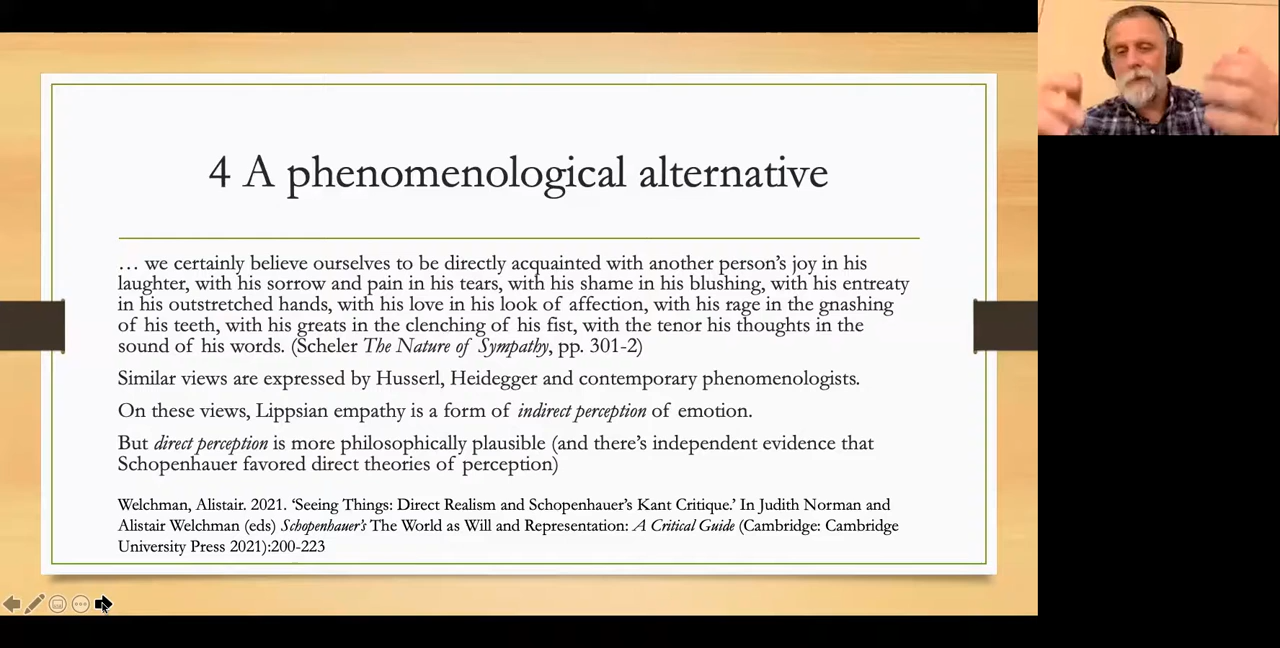 4 A phenomenological alternative
… we certainly believe ourselves to be directly acquainted with another person’s joy in his
laughter, with his sorrow and pain in his tears, with his shame in his blushing, with his entreaty
in his outstretched hands, with his love in his look of affection, with his rage in the gnashing
of his teeth, with his greats in the clenching of his fist, with the tenor his thoughts in the
sound of his words. (Scheler The Nature of Sympathy, pp. 301-2)
Similar views are expressed by Husserl, Heidegger and contemporary phenomenologists.
On these views, Lippsian empathy is a form of indirect perception of emotion.
But direct perception is more philosophically plausible (and there’s independent evidence that
Schopenhauer favored direct theories of perception)
Welchman, Alistair. 2021. ‘Seeing Things: Direct Realism and Schopenhauer’s Kant Critique.’ In Judith Norman and
Alistair Welchman (eds) Schopenhauer’s The World as Will and Representation: A Critical Guide (Cambridge: Cambridge
University Press 2021):200-223